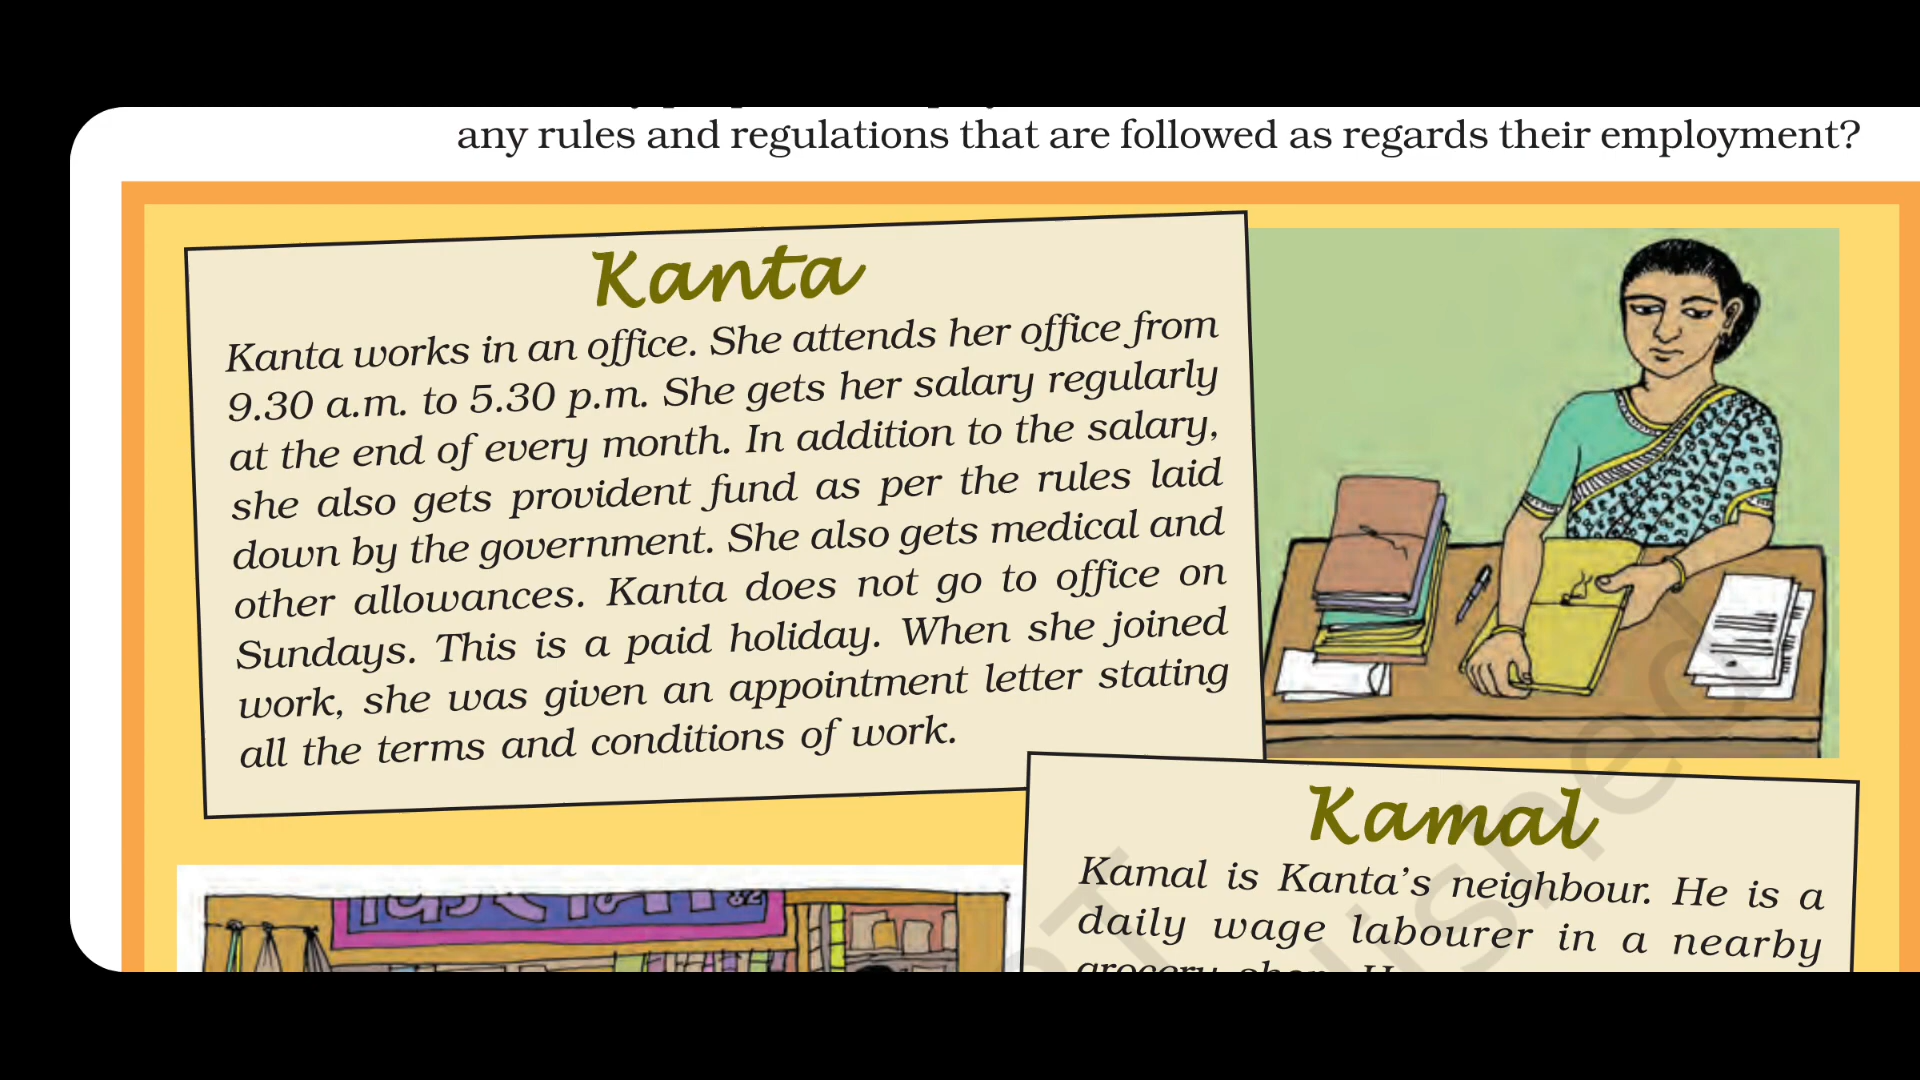 any rules and regulations that are followed as regards their employment?
Kanta
Kanta works in an office. She attends her office from
9.30 a.m. to 5.30 p.m. She gets her salary regularly
at the end of every month. In addition to the salary,
she also gets provident fund as per the rules laid
down by the government. She also gets medical and
other allowances. Kanta does not go to office on
Sundays. This is a paid holiday. When she joined
work, she was given an appointment letter stating
all the terms and conditions of work.
Kamal
Kamal is Kanta’s neighbour. He is a
daily wage labourer in a nearby
grocery shop. H